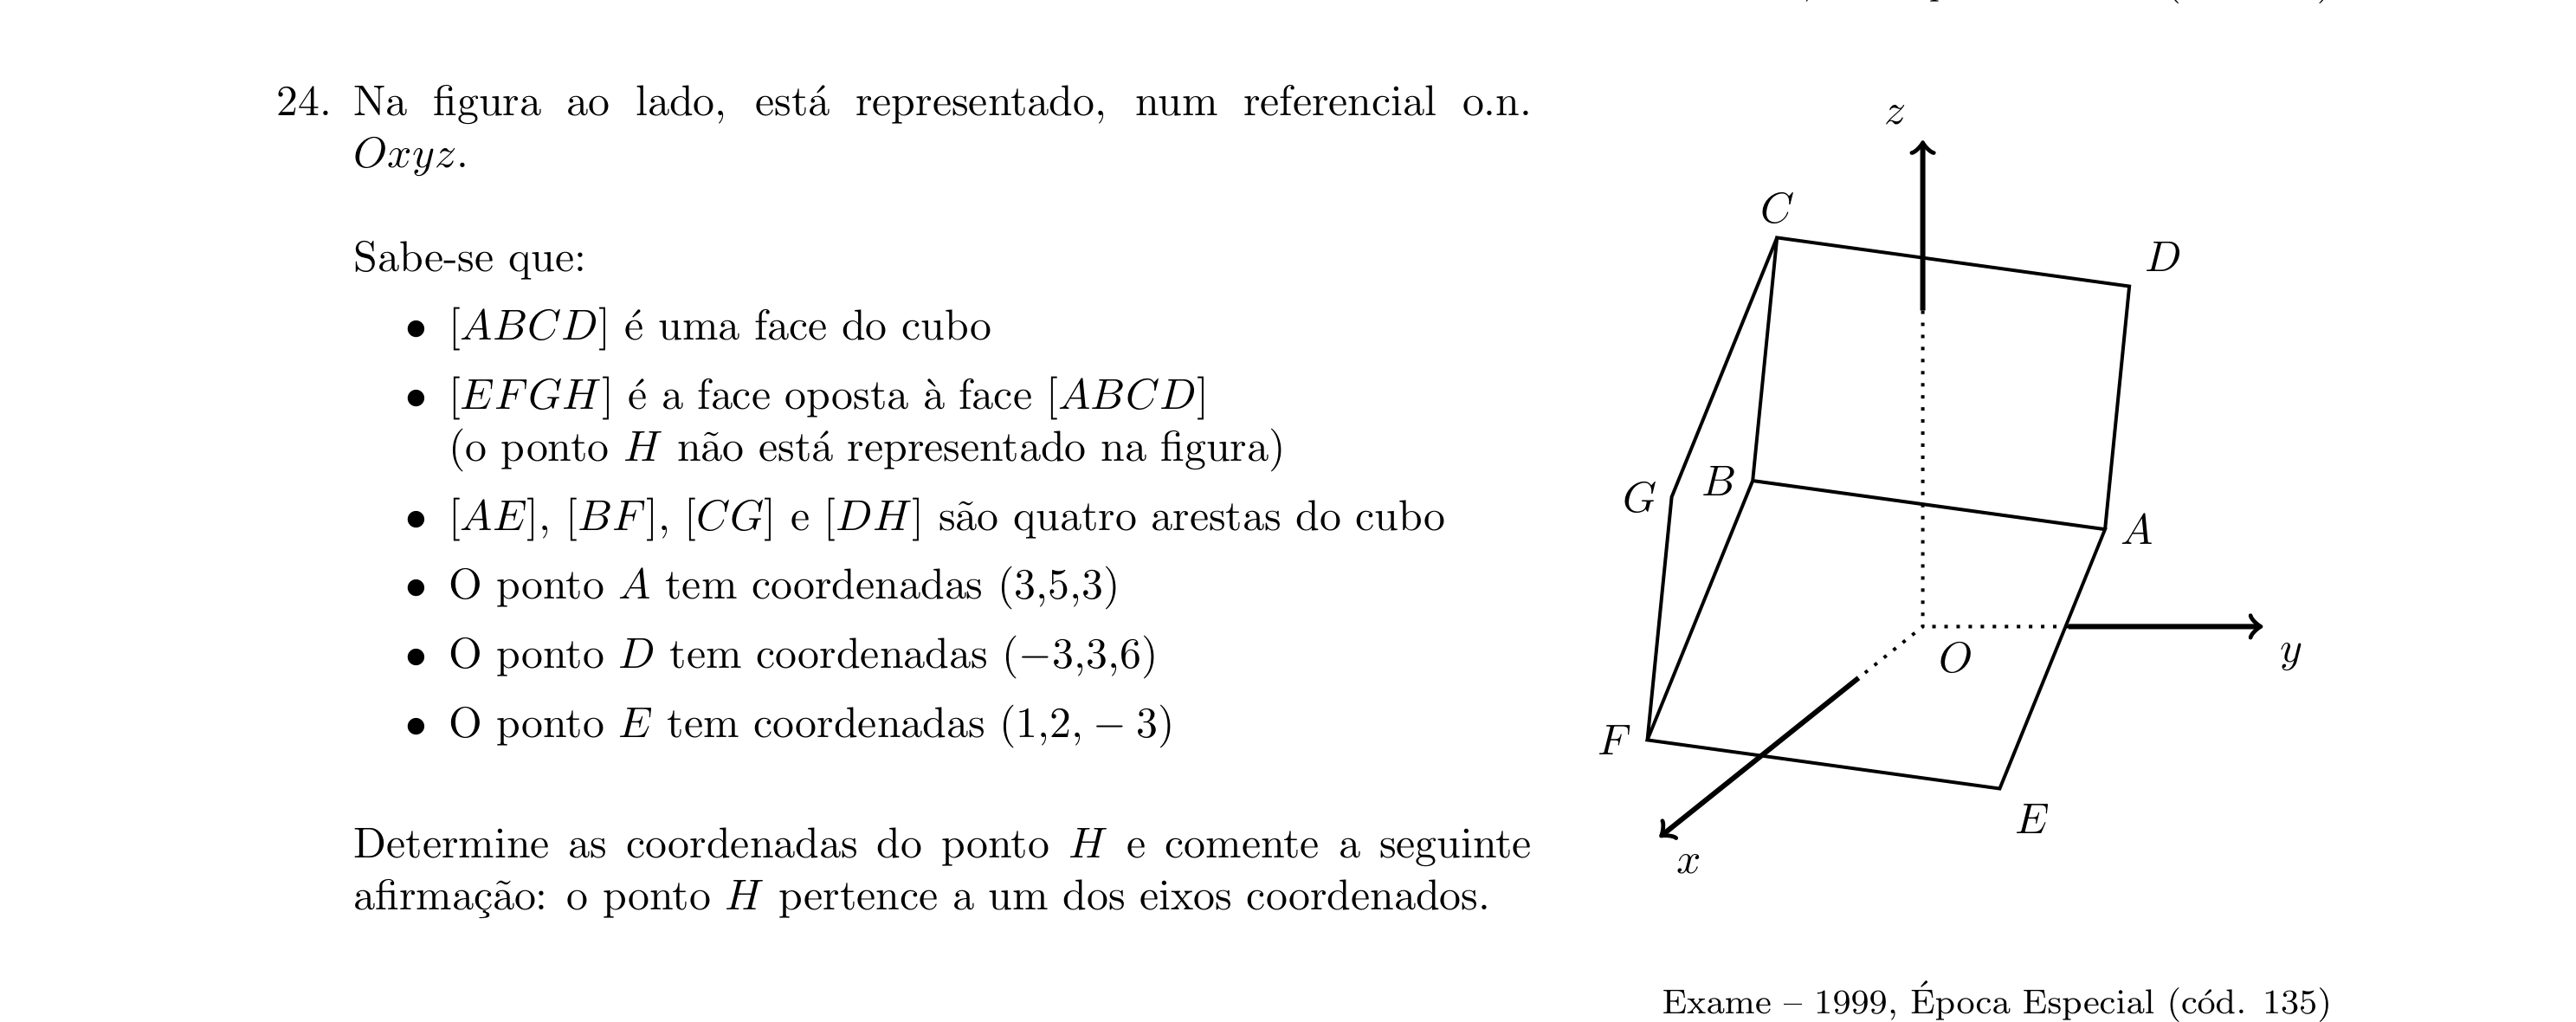 24. Na figura ao lado, está representado, num referencial o.n.
Oxyz.
Sabe-se que:
• [ABCD] é uma face do cubo
• [EFGH] é a face oposta à face [ABCD]
(o ponto H não está representado na figura)
• [AE], [BF], [CG] e [DH] são quatro arestas do cubo
• O ponto A tem coordenadas (3,5,3)
• O ponto D tem coordenadas (−3,3,6)
• O ponto E tem coordenadas (1,2, − 3)
Determine as coordenadas do ponto H e comente a seguinte
afirmação: o ponto H pertence a um dos eixos coordenados.
z
C
D
G
B
A
O
y
F
E
x
Exame – 1999, Época Especial (cód. 135)